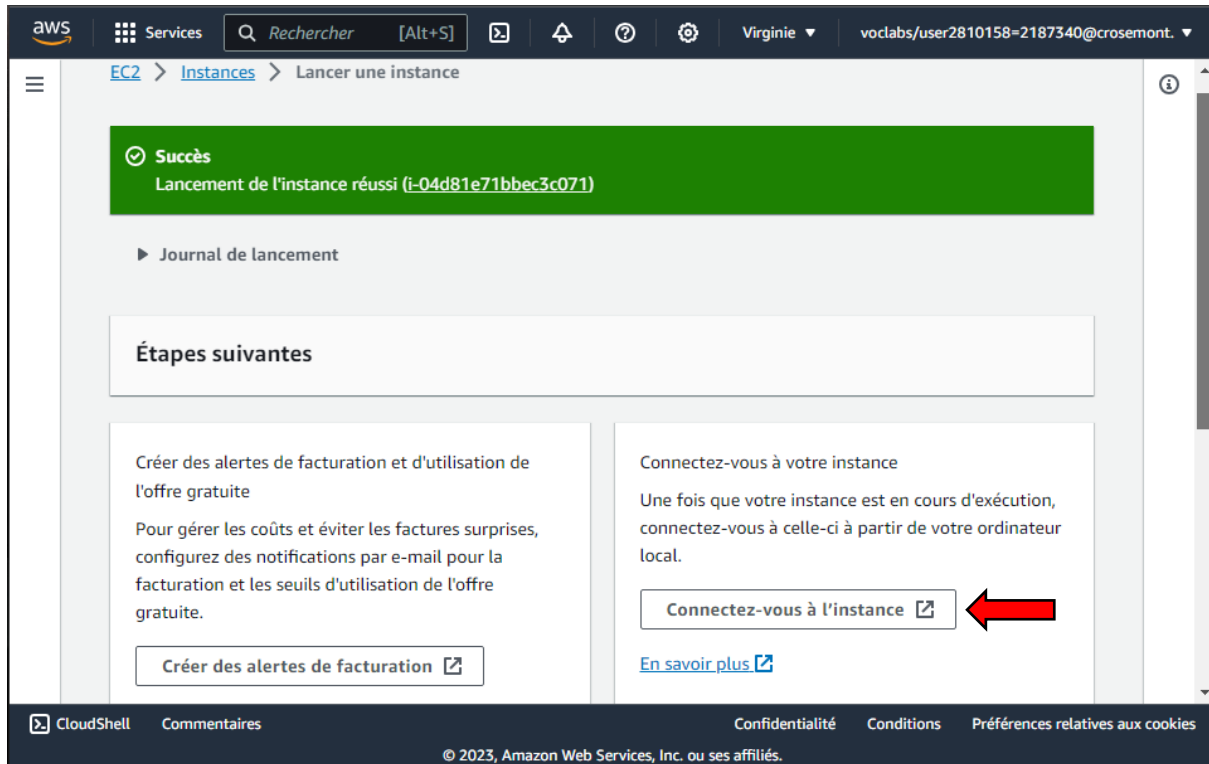 aws
Services
Rechercher [Alt+S]
Virginie
voclabs/user2810158=2187340@crosemont.
EC2 > Instances > Lancer une instance
Succès
Lancement de l'instance réussi (i-04d81e71bbec3c071)
Journal de lancement
Étapes suivantes
Créer des alertes de facturation et d'utilisation de
l'offre gratuite
Pour gérer les coûts et éviter les factures surprises,
configurez des notifications par e-mail pour la
facturation et les seuils d'utilisation de l'offre
gratuite.
Créer des alertes de facturation
Connectez-vous à votre instance
Une fois que votre instance est en cours d'exécution,
connectez-vous à celle-ci à partir de votre ordinateur
local.
Connectez-vous à l’instance
En savoir plus
CloudShell
Commentaires
Confidentialité
Conditions
Préférences relatives aux cookies
© 2023, Amazon Web Services, Inc. ou ses affiliés.